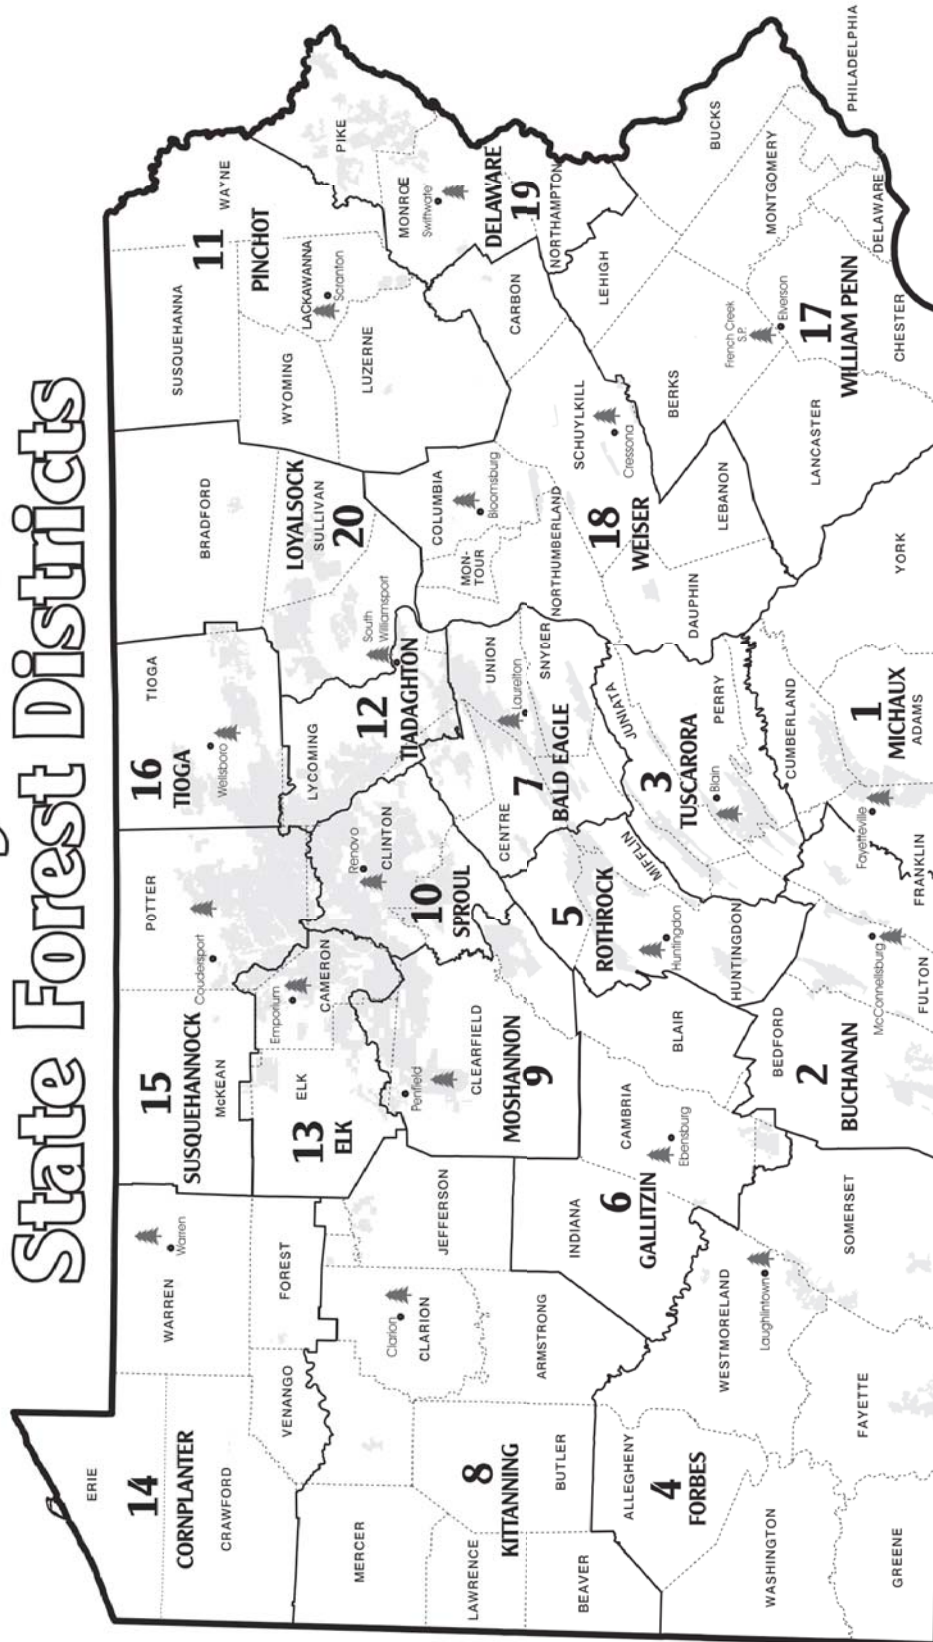 State Forest Districts
ERIE
14
CORNPLANTER
CRAWFORD
WARREN
Warren
VENANGO
FOREST
15
SUSQUEHANNOCK
McKEAN
POTTER
Coudersport
16
TIOGA
TIOGA
Wellsboro
BRADFORD
SUSQUEHANNA
11
PINCHOT
WAYNE
WYOMING
LACKAWANNA
Scranton
LUZERNE
PIKE
MONROE
Swiftwate
DELAWARE
19
NORTHAMPTON
LOYALSOCK
SULLIVAN
20
13
ELK
ELK
Emporium
CAMERON
LYCOMING
12
TIADAGHTON
South
Williamsport
Renovo
CLINTON
10
SPROUL
MERCER
LAWRENCE
8
KITTANNING
BUTLER
BEAVER
Clarion
CLARION
ARMSTRONG
JEFFERSON
Penfield
CLEARFIELD
MOSHANNON
9
CENTRE
7
BALD EAGLE
UNION
Laurelton
SNYDER
COLUMBIA
Bloomsburg
MON-
TOUR
NORTHUMBERLAND
CARBON
SCHUYLKILL
Cressona
18
WEISER
LEBANON
DAUPHIN
LEHIGH
BERKS
BUCKS
INDIANA
6
GALLITZIN
CAMBRIA
Ebensburg
BLAIR
5
ROTHROCK
Huntingdon
HUNTINGDON
MIFFLIN
JUNIATA
3
TUSCARORA
PERRY
Blain
CUMBERLAND
ALLEGHENY
4
FORBES
WASHINGTON
GREENE
WESTMORELAND
Laughlintown
FAYETTE
SOMERSET
BEDFORD
2
BUCHANAN
McConnellsburg
FULTON
Fayetteville
FRANKLIN
1
MICHAUX
ADAMS
YORK
LANCASTER
French Creek
S.P.
Elverson
17
WILLIAM PENN
CHESTER
MONTGOMERY
DELAWARE
PHILADELPHIA